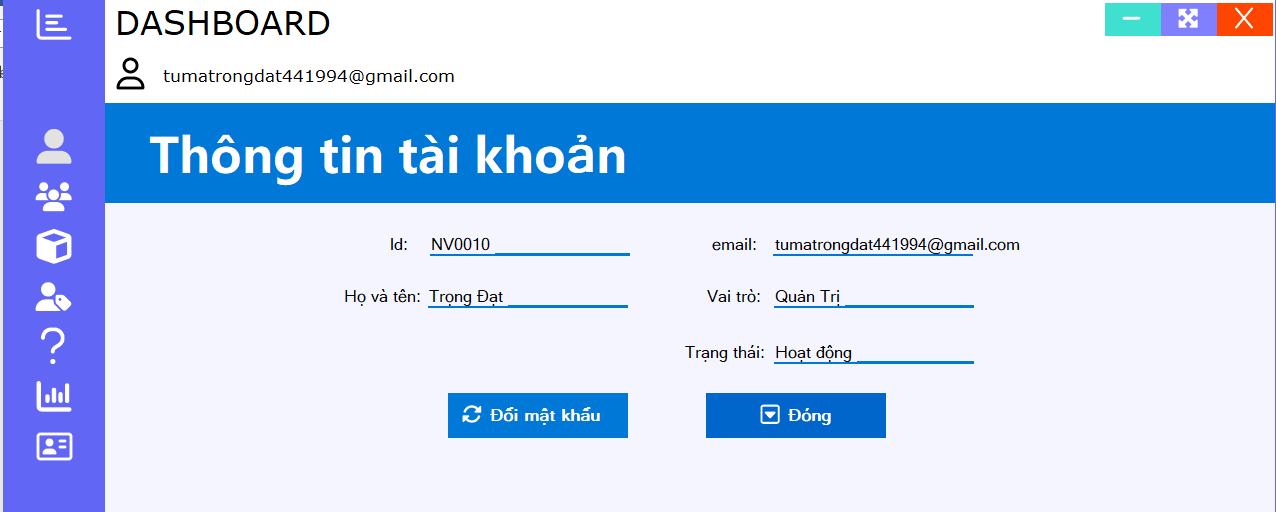 DASHBOARD
tumatrongdat441994@gmail.com
Thông tin tài khoản
Id: NV0010 email: tumatrongdat441994@gmail.com
Họ và tên: Trọng Đạt Vai trò: Quản Trị
Trạng thái: Hoạt động
Đổi mật khẩu Đóng